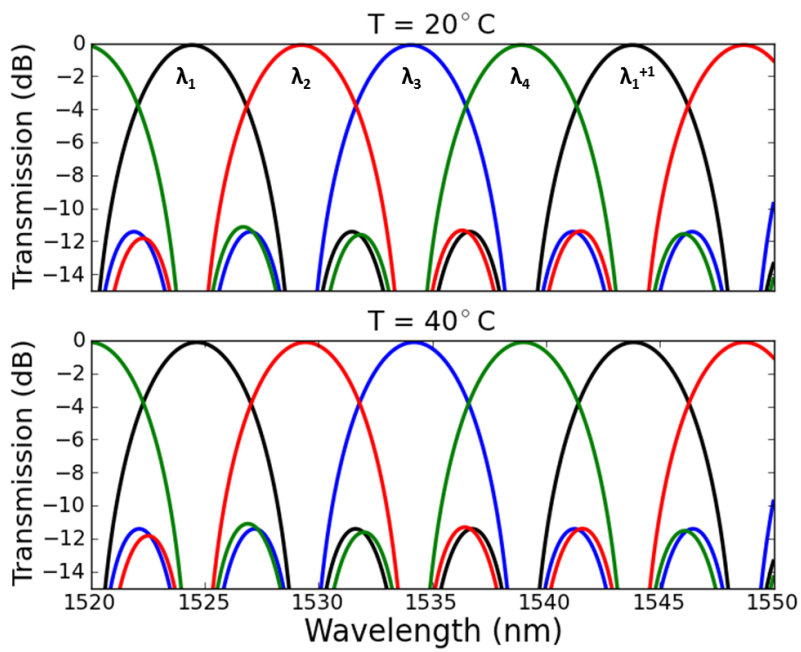 T = 20° C
Transmission (dB)
0
−2
−4
−6
−8
−10
−12
−14
λ1
λ2
λ3
λ4
λ1+1
T = 40° C
Transmission (dB)
0
−2
−4
−6
−8
−10
−12
−14
1520 1525 1530 1535 1540 1545 1550
Wavelength (nm)